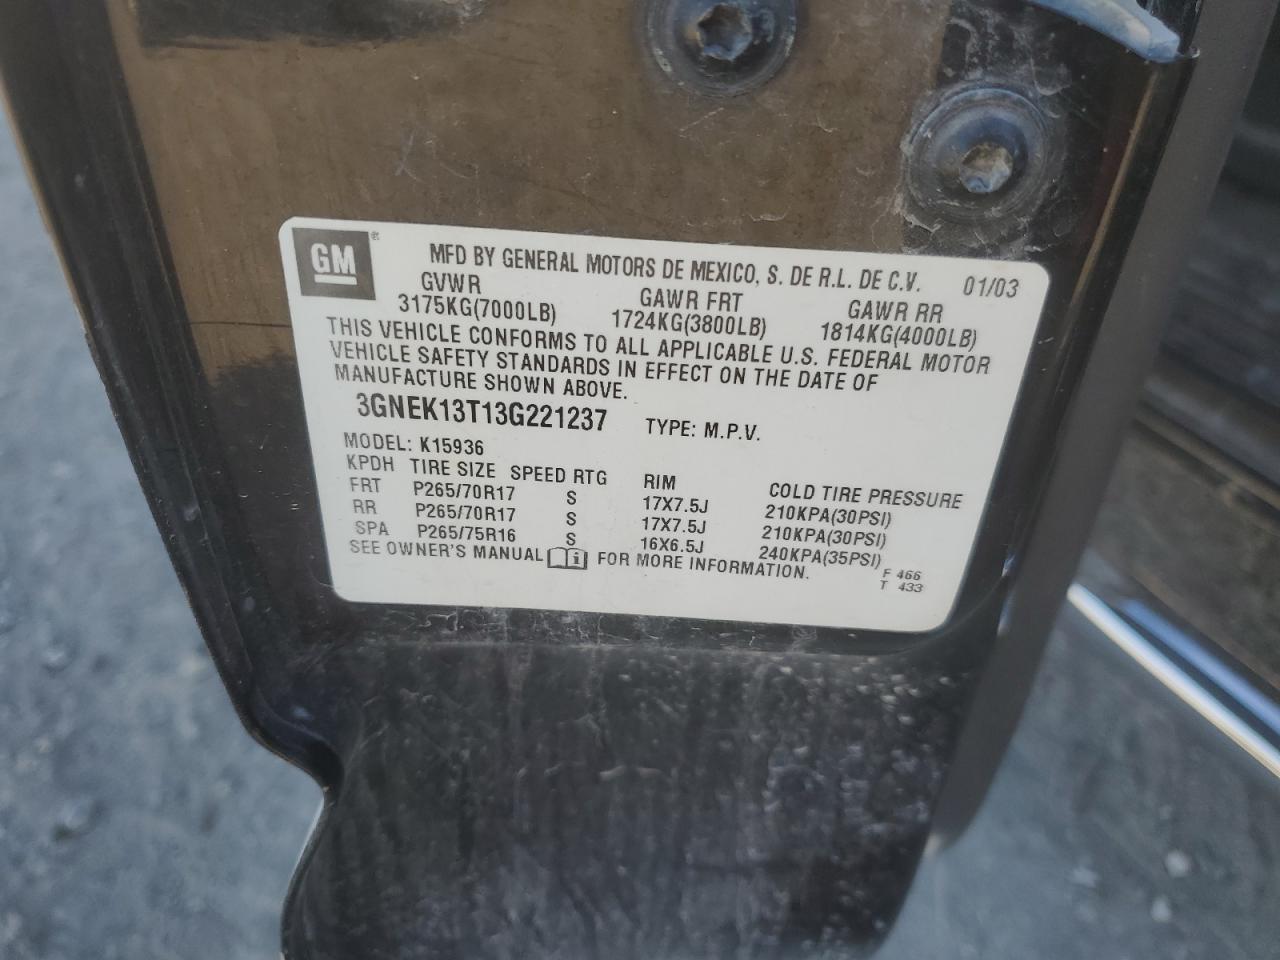 GM®
MFD BY GENERAL MOTORS DE MEXICO, S. DE R.L. DE C.V. 01/03
GVWR GAWR FRT GAWR RR
3175KG(7000LB) 1724KG(3800LB) 1814KG(4000LB)
THIS VEHICLE CONFORMS TO ALL APPLICABLE U.S. FEDERAL MOTOR
VEHICLE SAFETY STANDARDS IN EFFECT ON THE DATE OF
MANUFACTURE SHOWN ABOVE.
3GNEK13T13G221237 TYPE: M.P.V.
MODEL: K15936
KPDH TIRE SIZE SPEED RTG RIM COLD TIRE PRESSURE
FRT P265/70R17 S 17X7.5J 210KPA(30PSI)
RR P265/70R17 S 17X7.5J 210KPA(30PSI)
SPA P265/75R16 S 16X6.5J 240KPA(35PSI)
SEE OWNER'S MANUAL i FOR MORE INFORMATION.
F 466
T 433